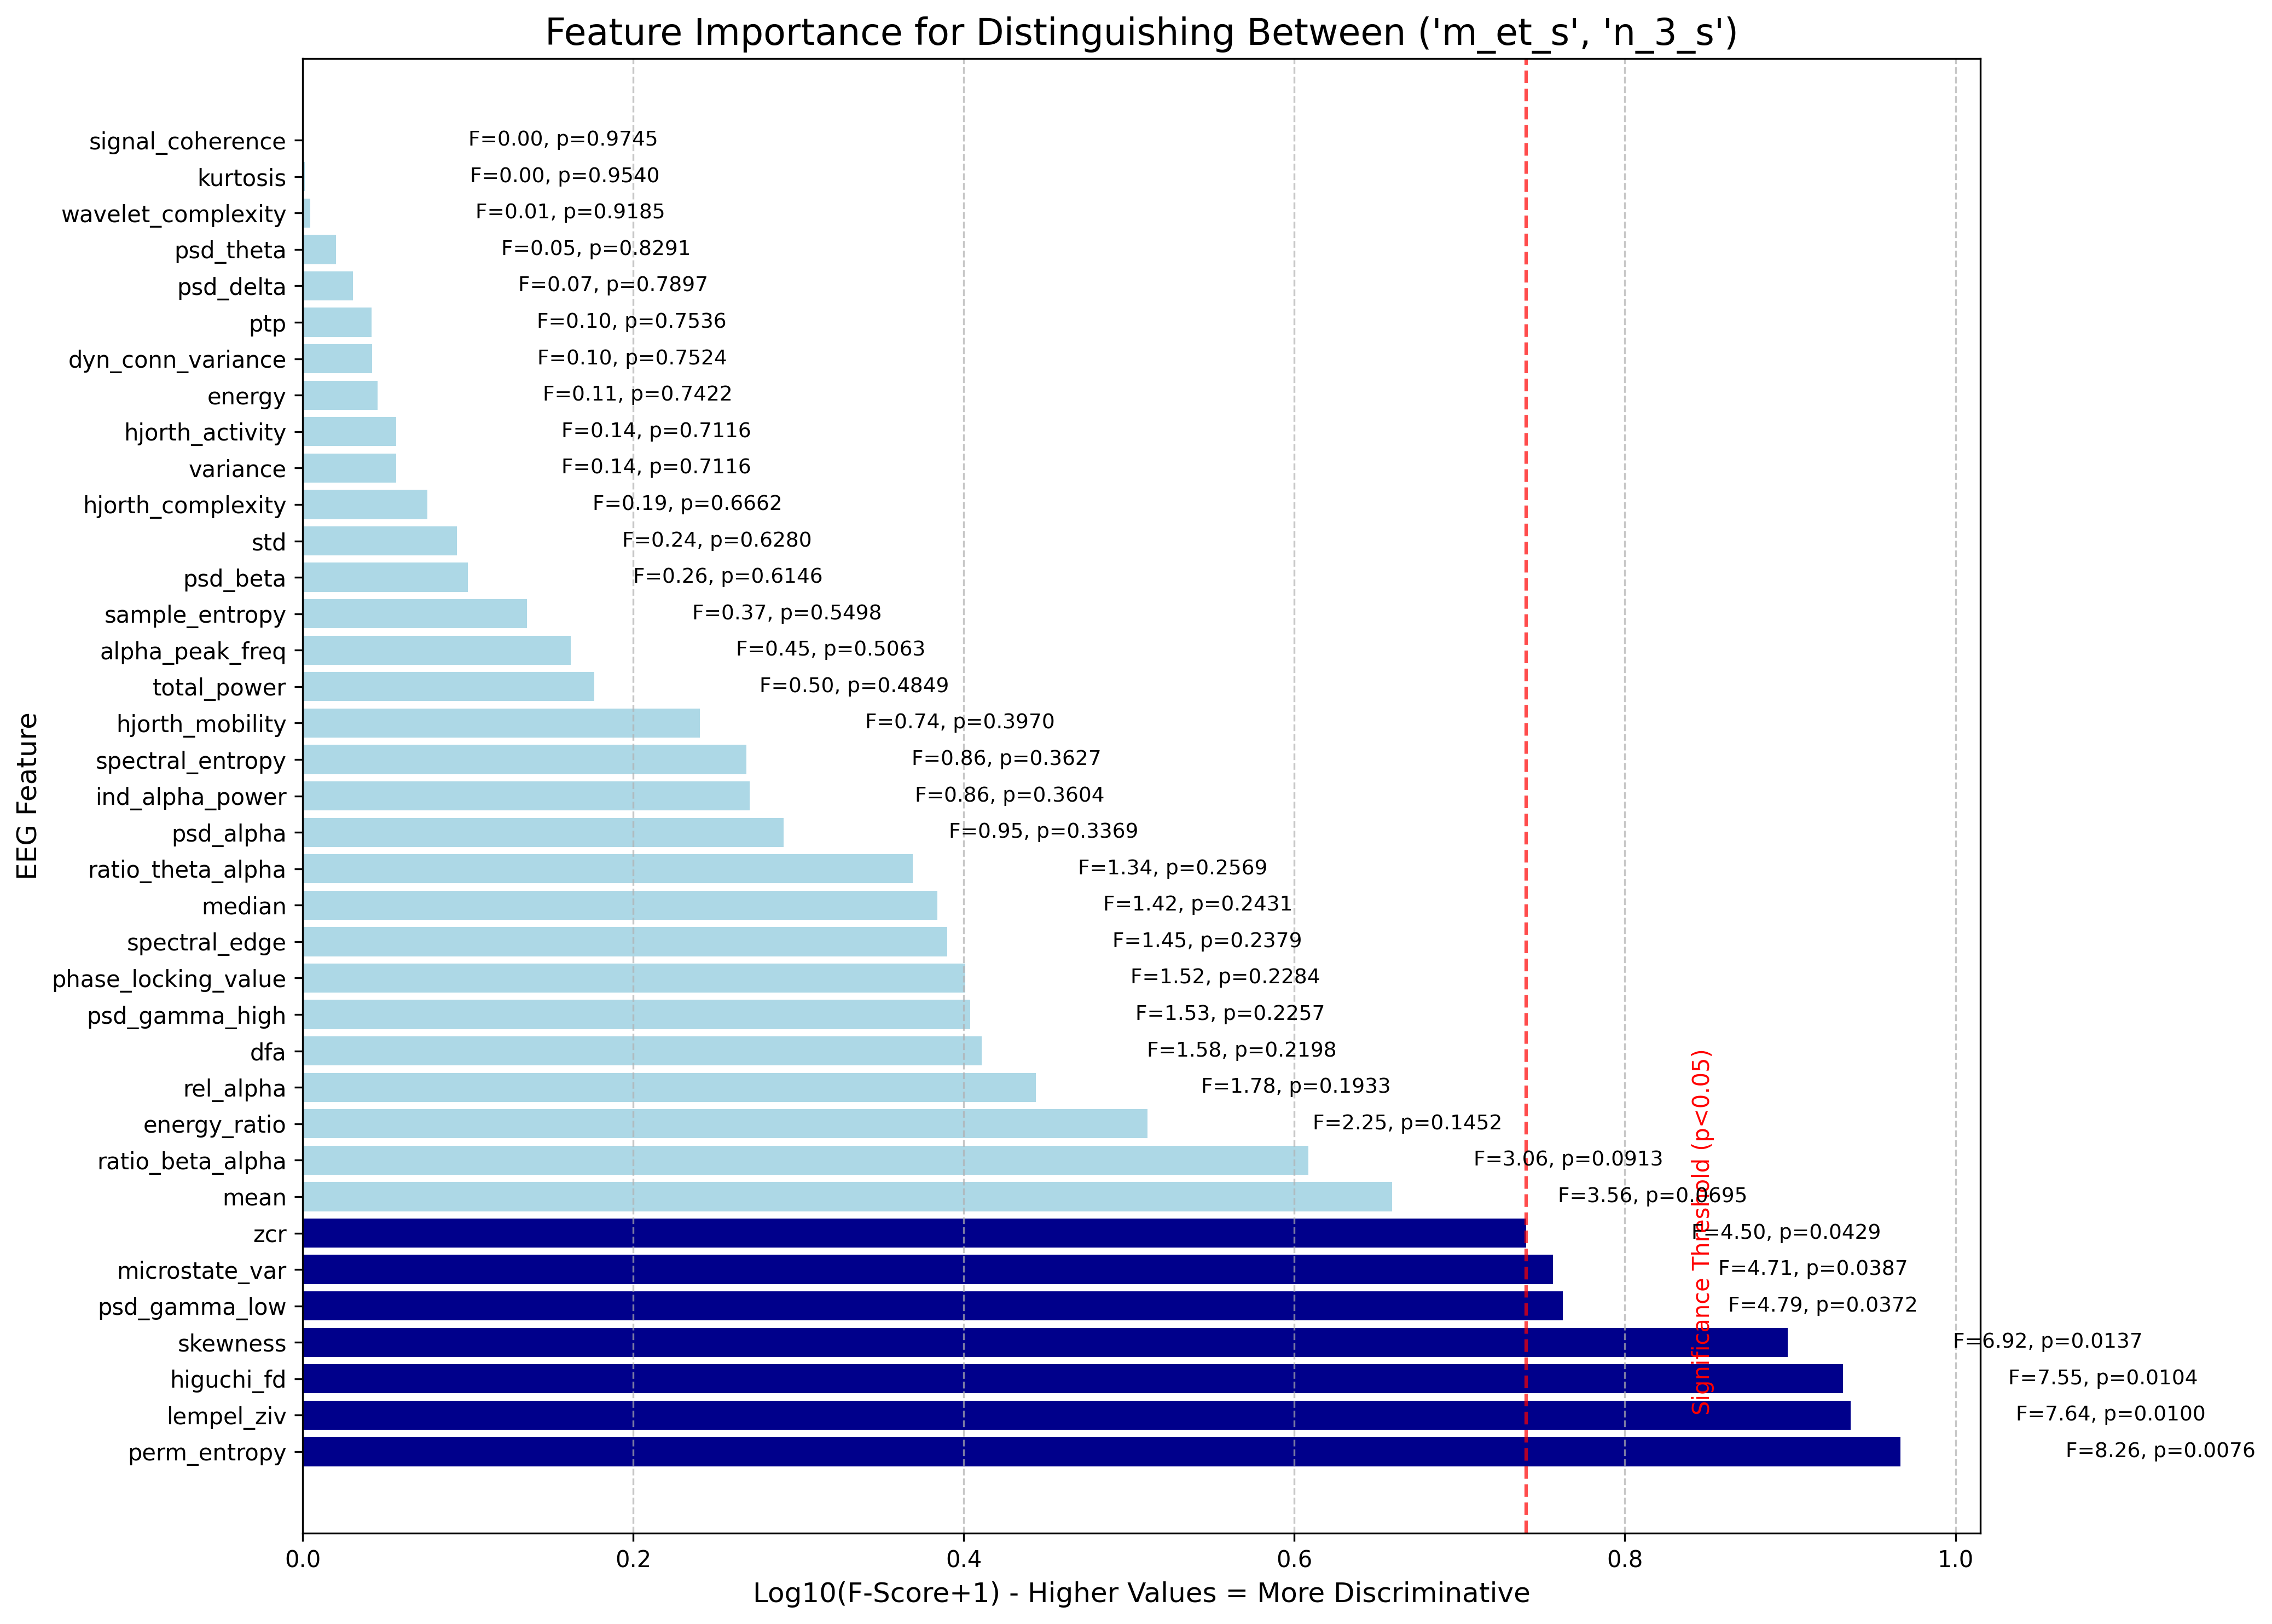 Feature Importance for Distinguishing Between ('m_et_s', 'n_3_s')
EEG Feature
signal_coherence F=0.00, p=0.9745
kurtosis F=0.00, p=0.9540
wavelet_complexity F=0.01, p=0.9185
psd_theta F=0.05, p=0.8291
psd_delta F=0.07, p=0.7897
ptp F=0.10, p=0.7536
dyn_conn_variance F=0.10, p=0.7524
energy F=0.11, p=0.7422
hjorth_activity F=0.14, p=0.7116
variance F=0.14, p=0.7116
hjorth_complexity F=0.19, p=0.6662
std F=0.24, p=0.6280
psd_beta F=0.26, p=0.6146
sample_entropy F=0.37, p=0.5498
alpha_peak_freq F=0.45, p=0.5063
total_power F=0.50, p=0.4849
hjorth_mobility F=0.74, p=0.3970
spectral_entropy F=0.86, p=0.3627
ind_alpha_power F=0.86, p=0.3604
psd_alpha F=0.95, p=0.3369
ratio_theta_alpha F=1.34, p=0.2569
median F=1.42, p=0.2431
spectral_edge F=1.45, p=0.2379
phase_locking_value F=1.52, p=0.2284
psd_gamma_high F=1.53, p=0.2257
dfa F=1.58, p=0.2198
rel_alpha F=1.78, p=0.1933
energy_ratio F=2.25, p=0.1452
ratio_beta_alpha F=3.06, p=0.0913
mean F=3.56, p=0.0695
zcr F=4.50, p=0.0429
microstate_var F=4.71, p=0.0387
psd_gamma_low F=4.79, p=0.0372
skewness F=6.92, p=0.0137
higuchi_fd F=7.55, p=0.0104
lempel_ziv F=7.64, p=0.0100
perm_entropy F=8.26, p=0.0076
Significance Threshold (p<0.05)
0.0 0.2 0.4 0.6 0.8 1.0
Log10(F-Score+1) - Higher Values = More Discriminative